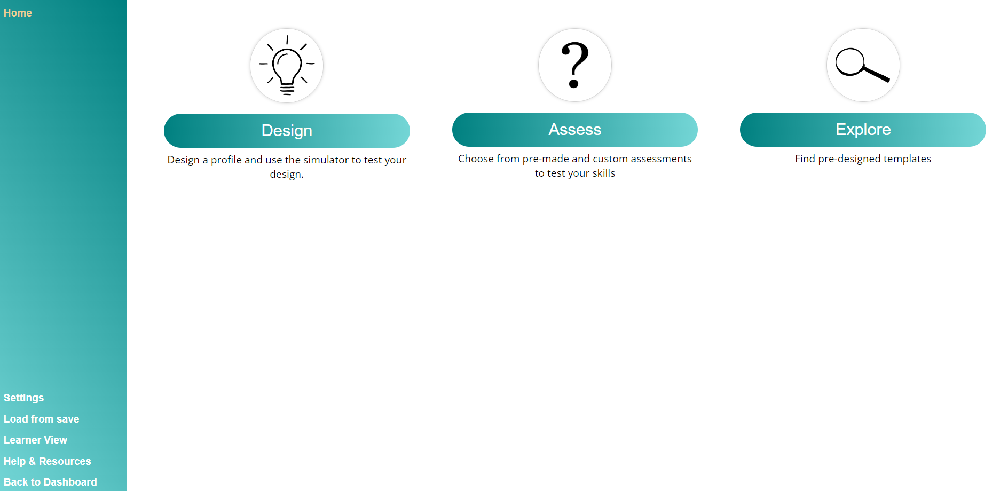 Home
Design
Design a profile and use the simulator to test your
design.
Assess
Choose from pre-made and custom assessments
to test your skills
Explore
Find pre-designed templates
Settings
Load from save
Learner View
Help & Resources
Back to Dashboard